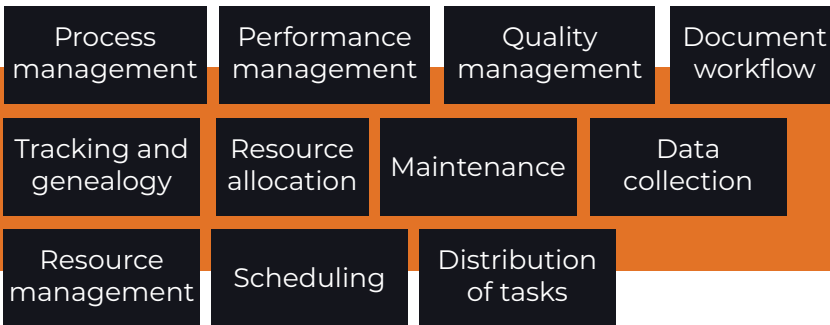 Process
management
Performance
management
Quality
management
Document
workflow
Tracking and
genealogy
Resource
allocation
Maintenance
Data
collection
Resource
management
Scheduling
Distribution
of tasks